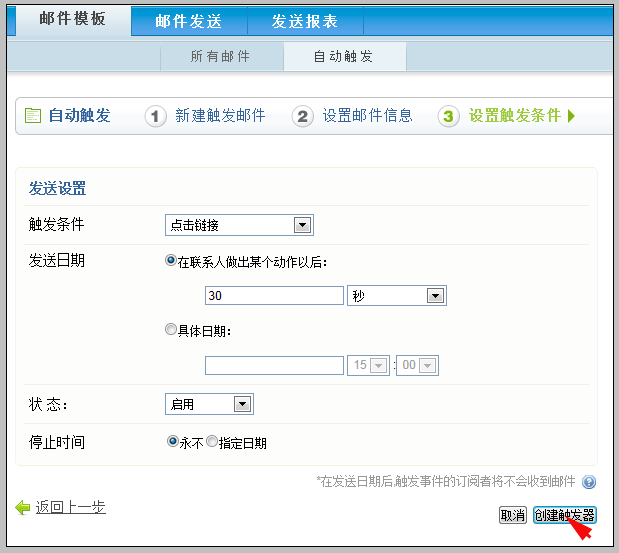 邮件模板 邮件发送 发送报表
所有邮件 自动触发
自动触发 1 新建触发邮件 2 设置邮件信息 3 设置触发条件
发送设置
触发条件 点击链接
发送日期 在联系人做出某个动作以后：
30 秒
具体日期：
15 : 00
状 态： 启用
停止时间 永不 指定日期
*在发送日期后,触发事件的订阅者将不会收到邮件 ?
返回上一步 取消 创建触发器